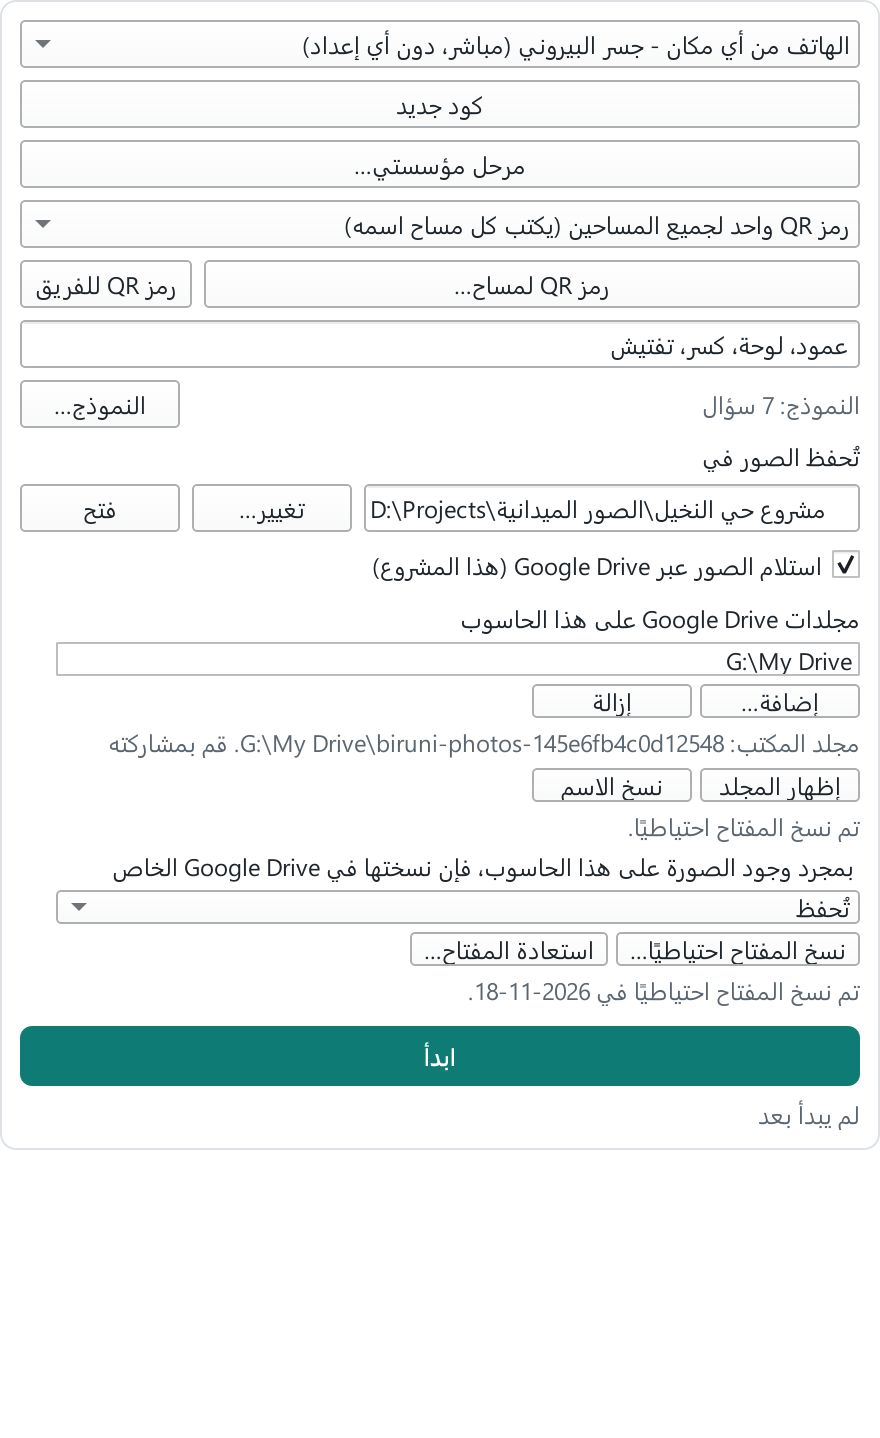 الهاتف من أي مكان - جسر البيروني (مباشر، دون أي إعداد)
كود جديد
مرحل مؤسستي...
رمز QR واحد لجميع المساحين (يكتب كل مساح اسمه)
رمز QR لمساح... رمز QR للفريق
عمود، لوحة، كسر، تفتيش
النموذج: 7 سؤال النموذج...
تُحفظ الصور في
D:\Projects\مشروع حي النخيل\الصور الميدانية تغيير... فتح
استلام الصور عبر Google Drive (هذا المشروع)
مجلدات Google Drive على هذا الحاسوب
G:\My Drive
إضافة... إزالة
مجلد المكتب: G:\My Drive\biruni-photos-145e6fb4c0d12548. قم بمشاركته
إظهار المجلد نسخ الاسم
تم نسخ المفتاح احتياطيًا.
بمجرد وجود الصورة على هذا الحاسوب، فإن نسختها في Google Drive الخاص
تُحفظ
نسخ المفتاح احتياطيًا... استعادة المفتاح...
تم نسخ المفتاح احتياطيًا في 2026-11-18.
ابدأ
لم يبدأ بعد